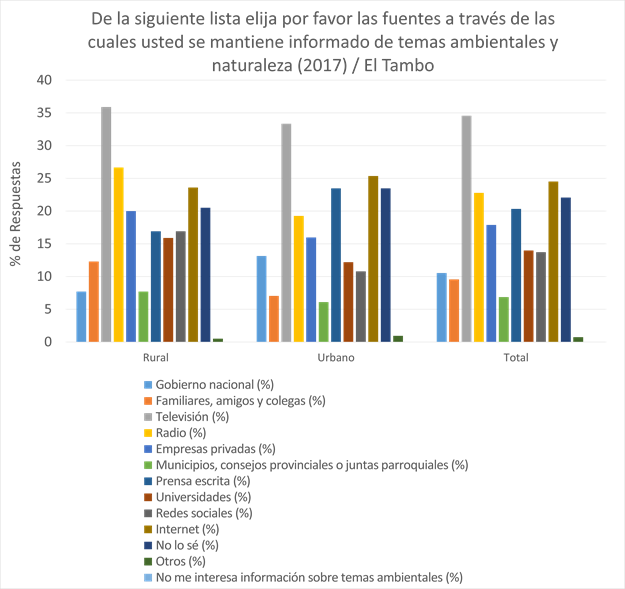 De la siguiente lista elija por favor las fuentes a través de las
cuales usted se mantiene informado de temas ambientales y
naturaleza (2017) / El Tambo
40
35
30
25
20
15
10
5
0
% de Respuestas
Rural Urbano Total
Gobierno nacional (%)
Familiares, amigos y colegas (%)
Televisión (%)
Radio (%)
Empresas privadas (%)
Municipios, consejos provinciales o juntas parroquiales (%)
Prensa escrita (%)
Universidades (%)
Redes sociales (%)
Internet (%)
No lo sé (%)
Otros (%)
No me interesa información sobre temas ambientales (%)